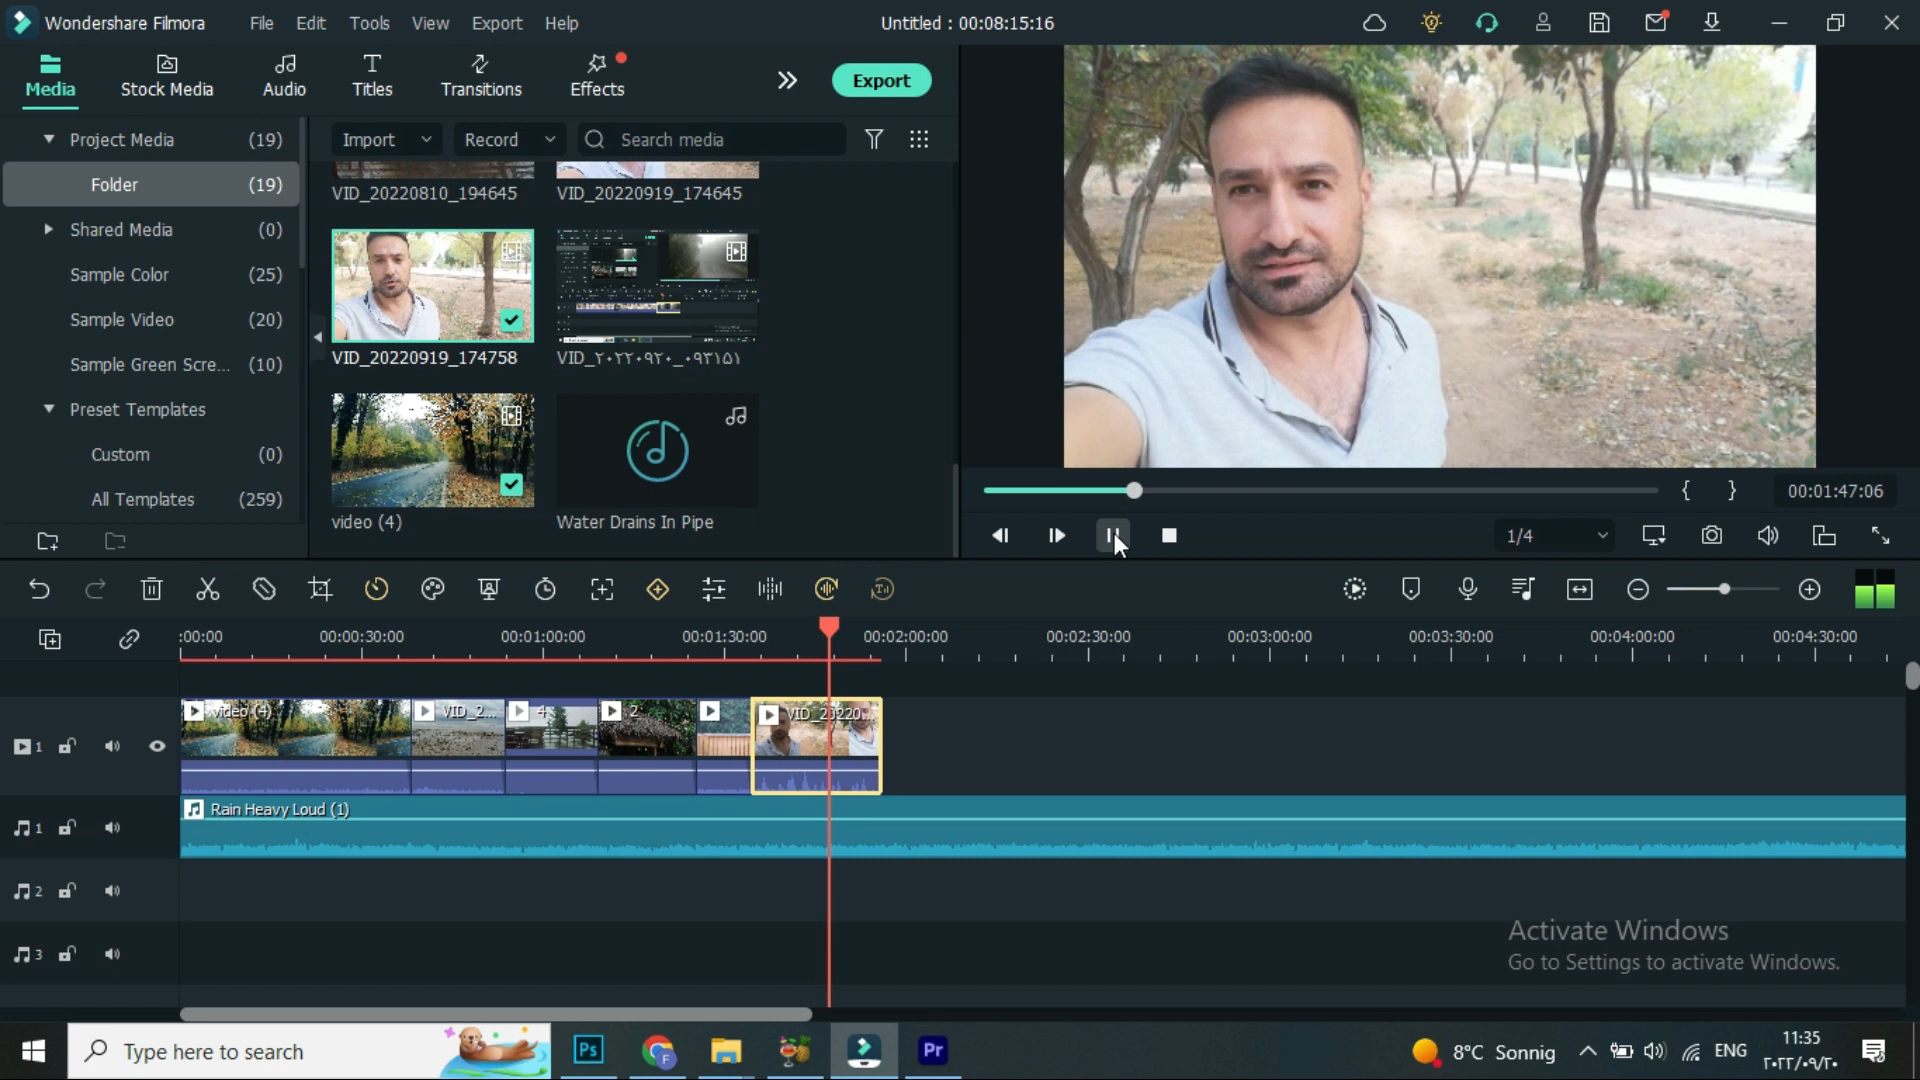 Wondershare Filmora
File Edit Tools View Export Help
Untitled : 00:08:15:16
Media Stock Media Audio Titles Transitions Effects
Export
Project Media (19)
Folder (19)
Shared Media (0)
Sample Color (25)
Sample Video (20)
Sample Green Scre... (10)
Preset Templates
Custom (0)
All Templates (259)
Import Record Search media
VID_20220810_194645 VID_20220919_174645
VID_20220919_174758 VID_٢٠٢٢٠٩٢٠_٠٩٣١٥١
video (4) Water Drains In Pipe
{ } 00:01:47:06
1/4
:00:00 00:00:30:00 00:01:00:00 00:01:30:00 00:02:00:00 00:02:30:00 00:03:00:00 00:03:30:00 00:04:00:00 00:04:30:00
video (4) VID_2... 4 2 VID_20220...
1
Rain Heavy Loud (1)
1
2
3
Activate Windows
Go to Settings to activate Windows.
Type here to search
Ps
Pr
8°C Sonnig
ENG
11:35
٢٠٢٢/٠٩/٢٠